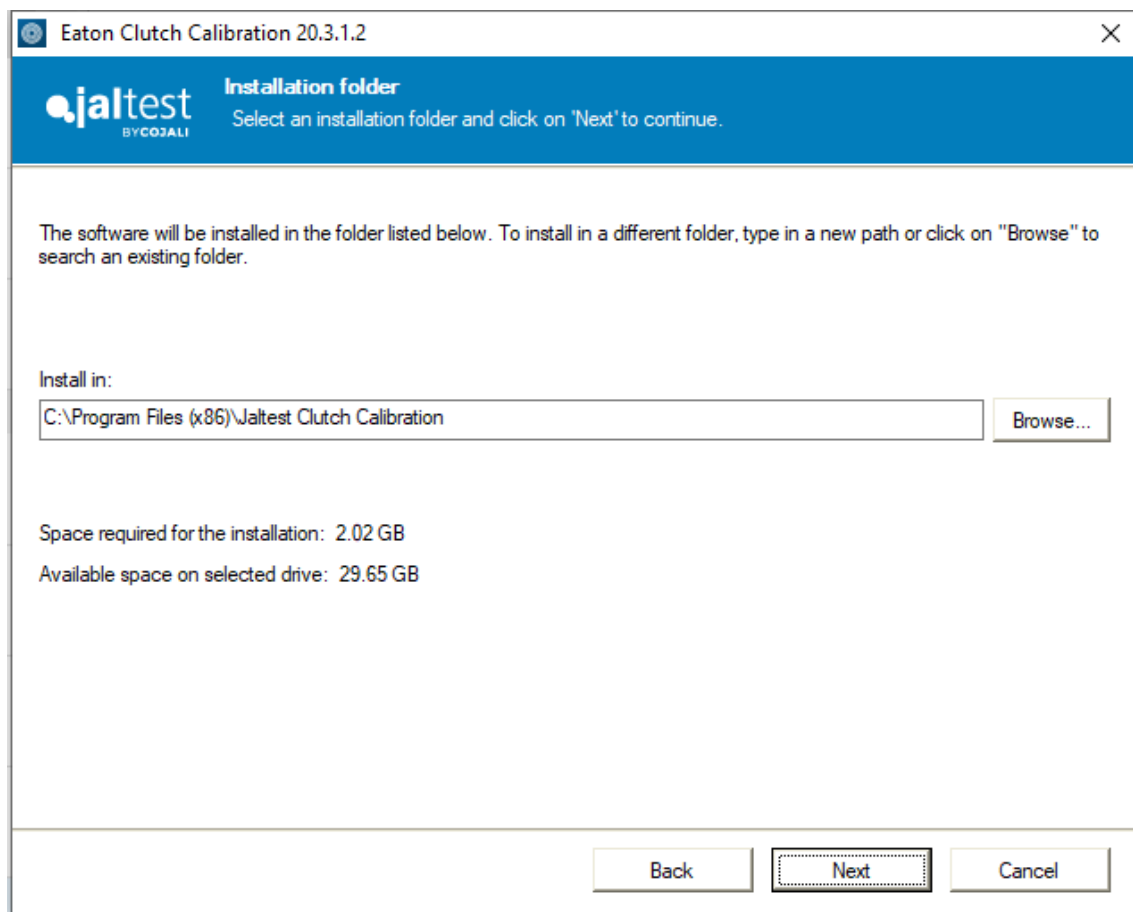 Eaton Clutch Calibration 20.3.1.2
jaltest
BYCOJALI
Installation folder
Select an installation folder and click on 'Next' to continue.
The software will be installed in the folder listed below. To install in a different folder, type in a new path or click on "Browse" to
search an existing folder.
Install in:
C:\Program Files (x86)\Jaltest Clutch Calibration
Browse...
Space required for the installation: 2.02 GB
Available space on selected drive: 29.65 GB
Back Next Cancel